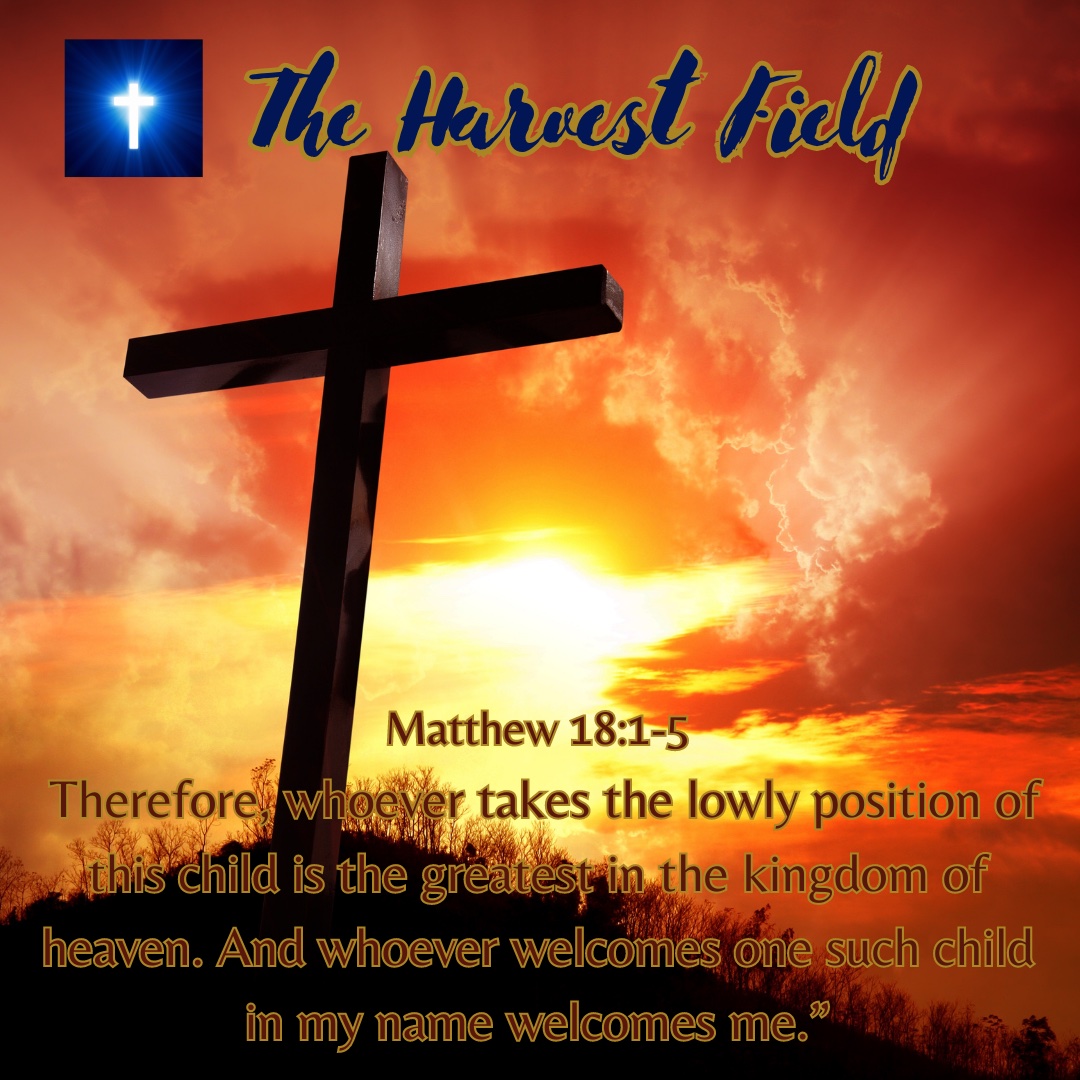 The Harvest Field
Matthew 18:1-5
Therefore, whoever takes the lowly position of
this child is the greatest in the kingdom of
heaven. And whoever welcomes one such child
in my name welcomes me.”